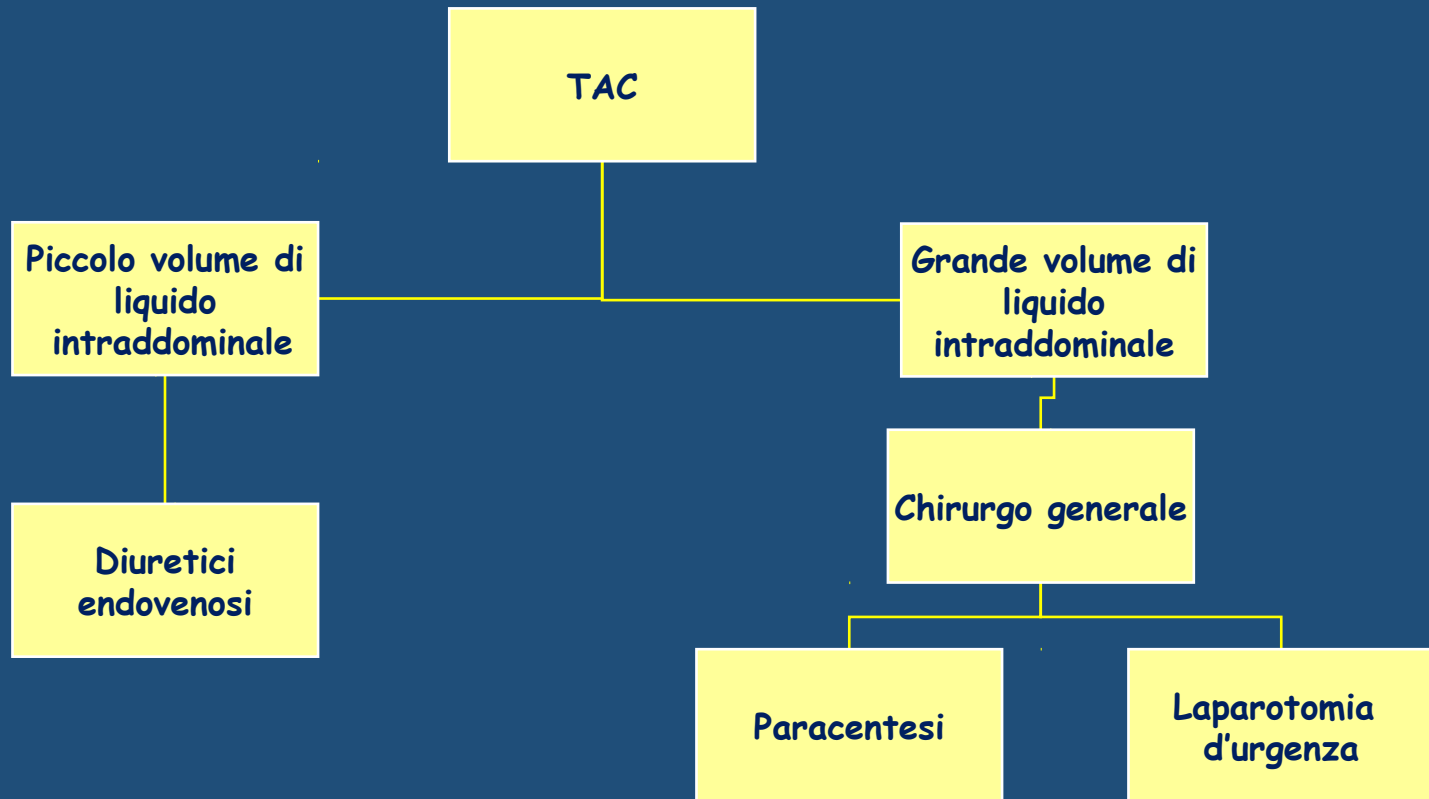 TAC
Piccolo volume di
liquido
intraddominale
Grande volume di
liquido
intraddominale
Chirurgo generale
Diuretici
endovenosi
Paracentesi
Laparotomia
d'urgenza